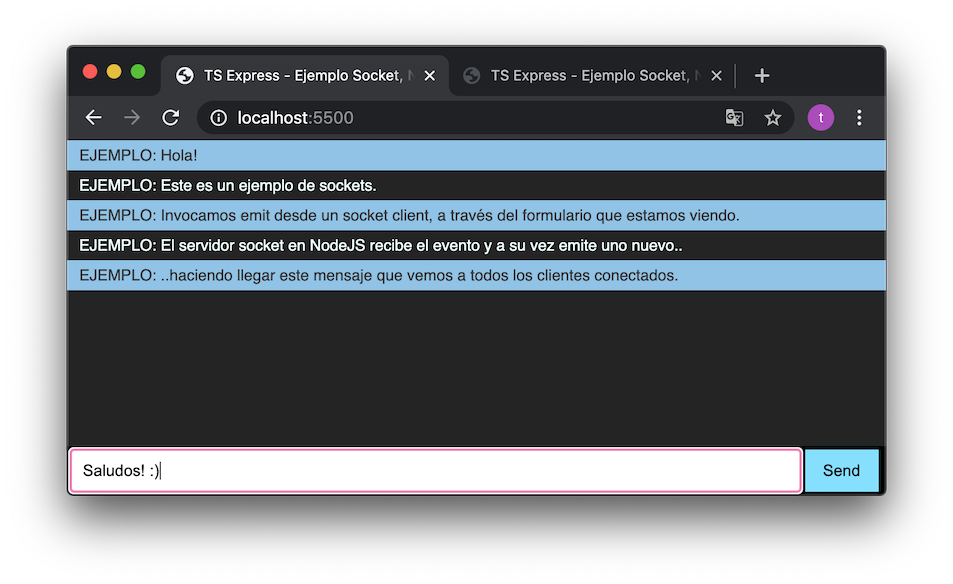 TS Express - Ejemplo Socket, TS Express - Ejemplo Socket,
localhost:5500 t
EJEMPLO: Hola!
EJEMPLO: Este es un ejemplo de sockets.
EJEMPLO: Invocamos emit desde un socket client, a través del formulario que estamos viendo.
EJEMPLO: El servidor socket en NodeJS recibe el evento y a su vez emite uno nuevo..
EJEMPLO: ..haciendo llegar este mensaje que vemos a todos los clientes conectados.
Saludos! :) Send